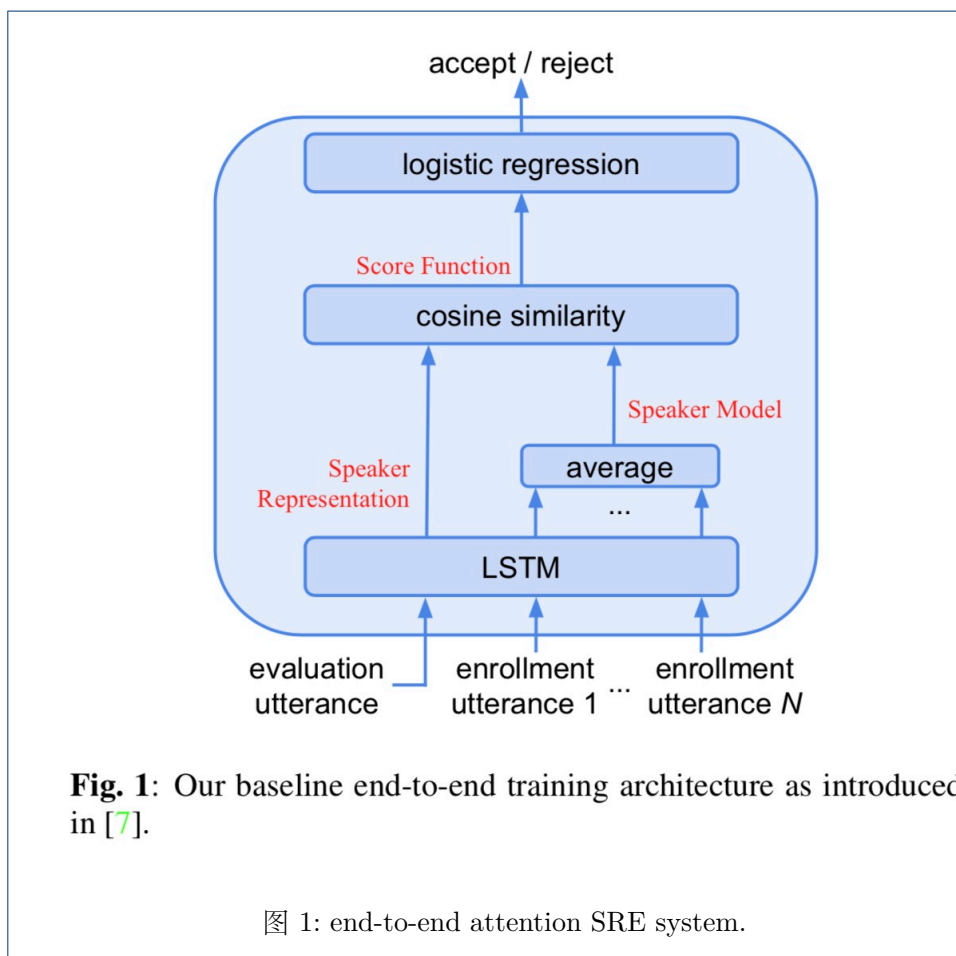 accept / reject
logistic regression
Score Function
cosine similarity
Speaker Model
average
Speaker
Representation
...
LSTM
evaluation
utterance
enrollment
utterance 1
...
enrollment
utterance N
Fig. 1: Our baseline end-to-end training architecture as introduced
in [7].
图 1: end-to-end attention SRE system.